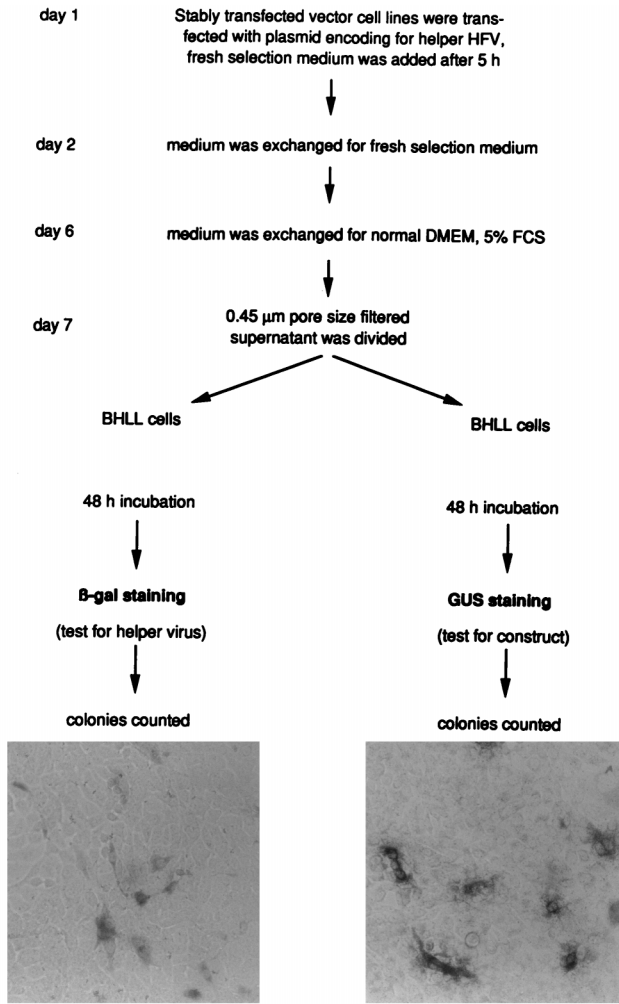 day 1
Stably transfected vector cell lines were trans-
fected with plasmid encoding for helper HFV,
fresh selection medium was added after 5 h
day 2
medium was exchanged for fresh selection medium
day 6
medium was exchanged for normal DMEM, 5% FCS
day 7
0.45 μm pore size filtered
supernatant was divided
BHLL cells
BHLL cells
48 h incubation
48 h incubation
ß-gal staining
GUS staining
(test for helper virus)
(test for construct)
colonies counted
colonies counted